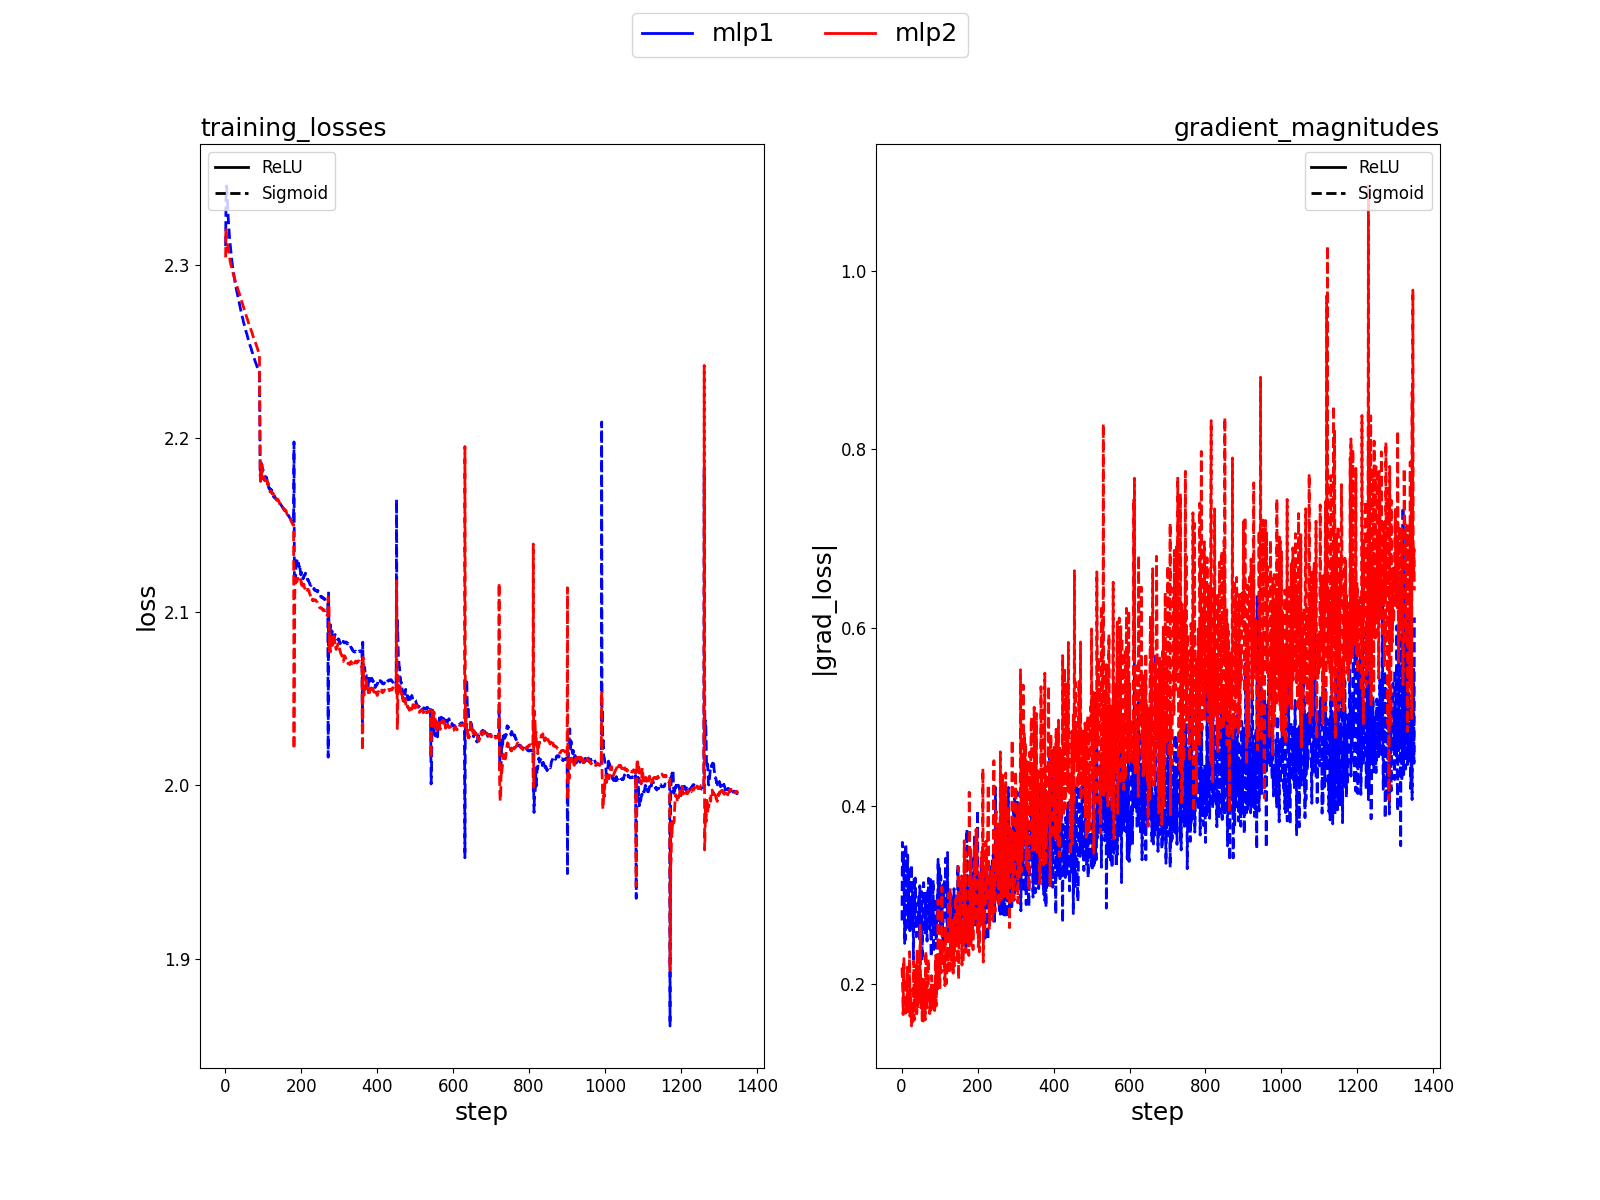 mlp1 mlp2
training_losses
ReLU
Sigmoid
loss
2.3
2.2
2.1
2.0
1.9
0 200 400 600 800 1000 1200 1400
step
gradient_magnitudes
ReLU
Sigmoid
|grad_loss|
1.0
0.8
0.6
0.4
0.2
0 200 400 600 800 1000 1200 1400
step